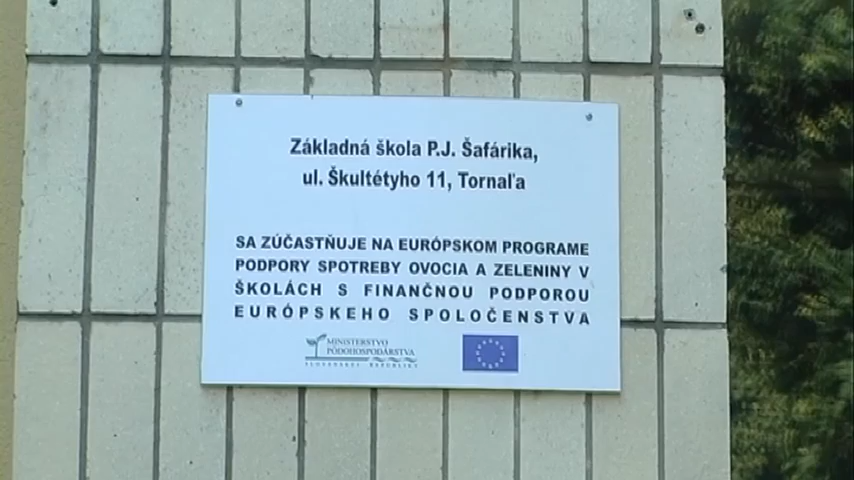 Základná škola P.J. Šafárika,
ul. Škultétyho 11, Tornaľa
SA ZÚČASTŇUJE NA EURÓPSKOM PROGRAME
PODPORY SPOTREBY OVOCIA A ZELENINY V
ŠKOLÁCH S FINANČNOU PODPOROU
EURÓPSKEHO SPOLOČENSTVA
MINISTERSTVO
PÔDOHOSPODÁRSTVA
SLOVENSKEJ REPUBLIKY